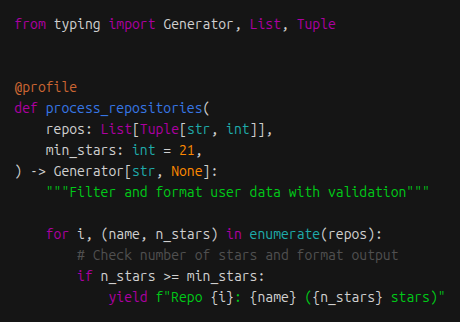 from typing import Generator, List, Tuple
@profile
def process_repositories(
    repos: List[Tuple[str, int]],
    min_stars: int = 21,
) -> Generator[str, None]:
    """Filter and format user data with validation"""
    for i, (name, n_stars) in enumerate(repos):
        # Check number of stars and format output
        if n_stars >= min_stars:
            yield f"Repo {i}: {name} ({n_stars} stars)"